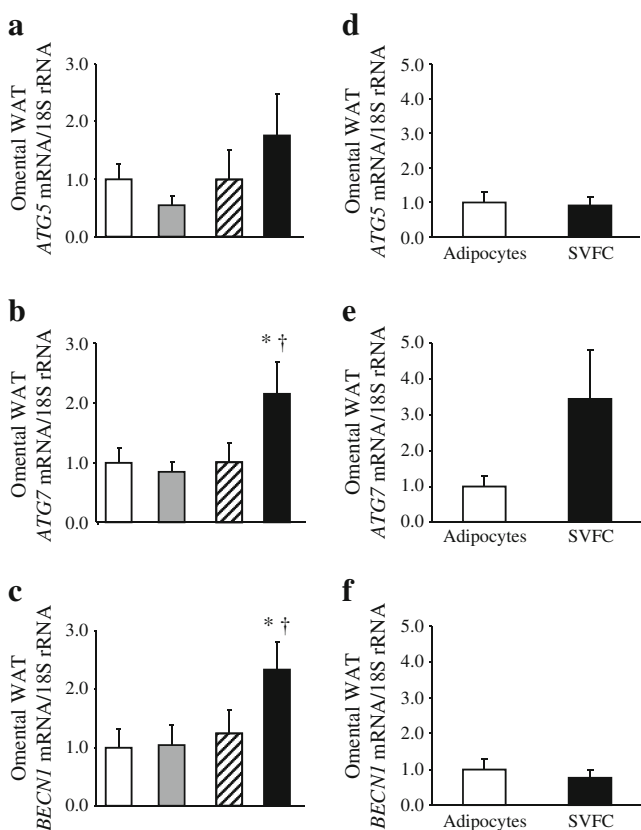 a
Omental WAT
ATG5 mRNA/18S rRNA
3.0
2.0
1.0
0.0
d
Omental WAT
ATG5 mRNA/18S rRNA
5.0
4.0
3.0
2.0
1.0
0.0
Adipocytes SVFC
b
Omental WAT
ATG7 mRNA/18S rRNA
3.0
2.0
1.0
0.0
* †
e
Omental WAT
ATG7 mRNA/18S rRNA
5.0
4.0
3.0
2.0
1.0
0.0
Adipocytes SVFC
c
Omental WAT
BECN1 mRNA/18S rRNA
3.0
2.0
1.0
0.0
* †
f
Omental WAT
BECN1 mRNA/18S rRNA
5.0
4.0
3.0
2.0
1.0
0.0
Adipocytes SVFC